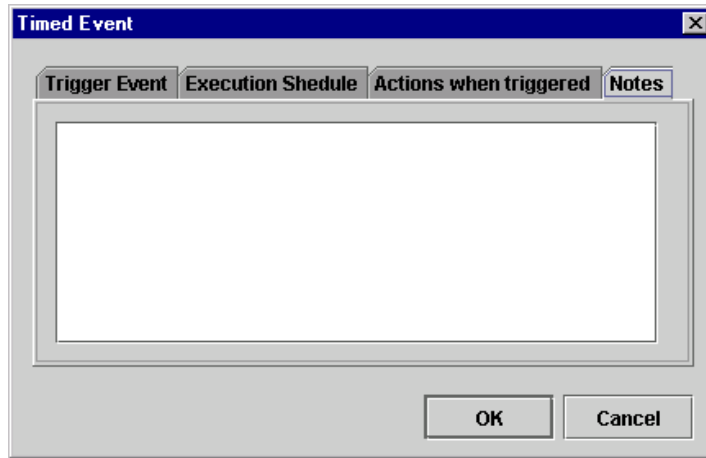 Timed Event
Trigger Event Execution Shedule Actions when triggered Notes
OK Cancel